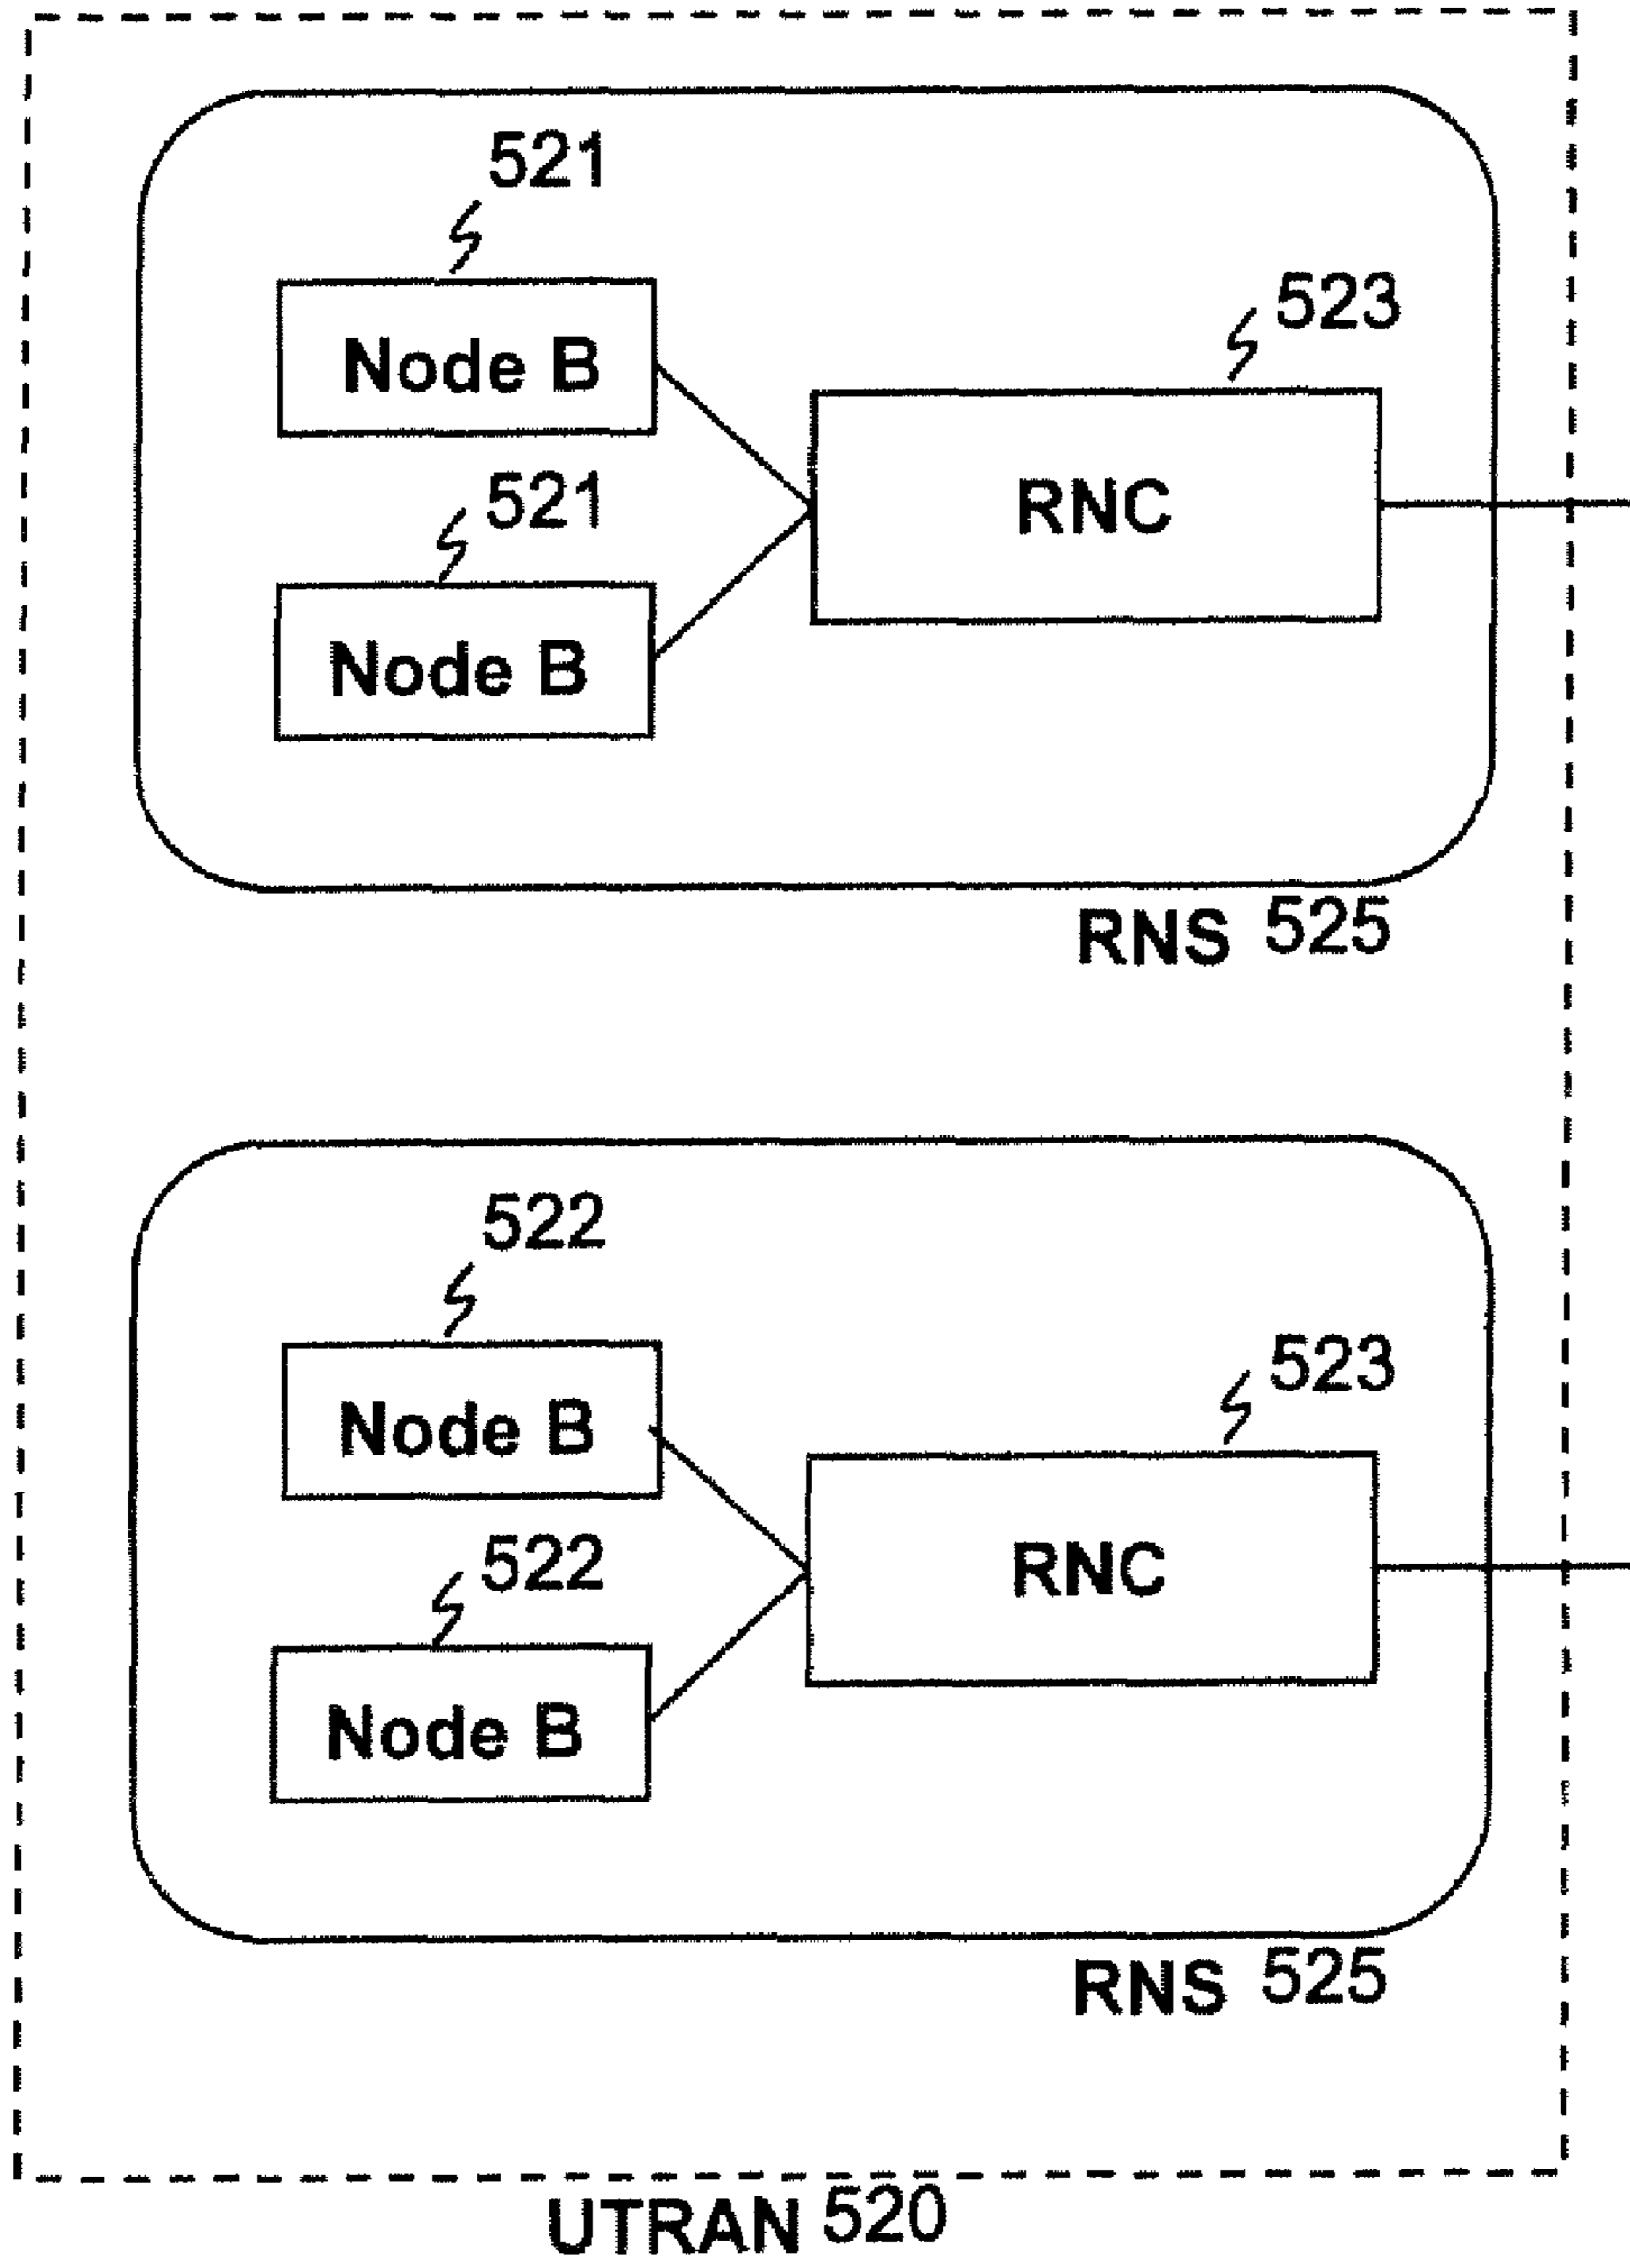 521
Node B
523
RNC
521
Node B
RNS 525
522
Node B
523
RNC
522
Node B
RNS 525
UTRAN 520